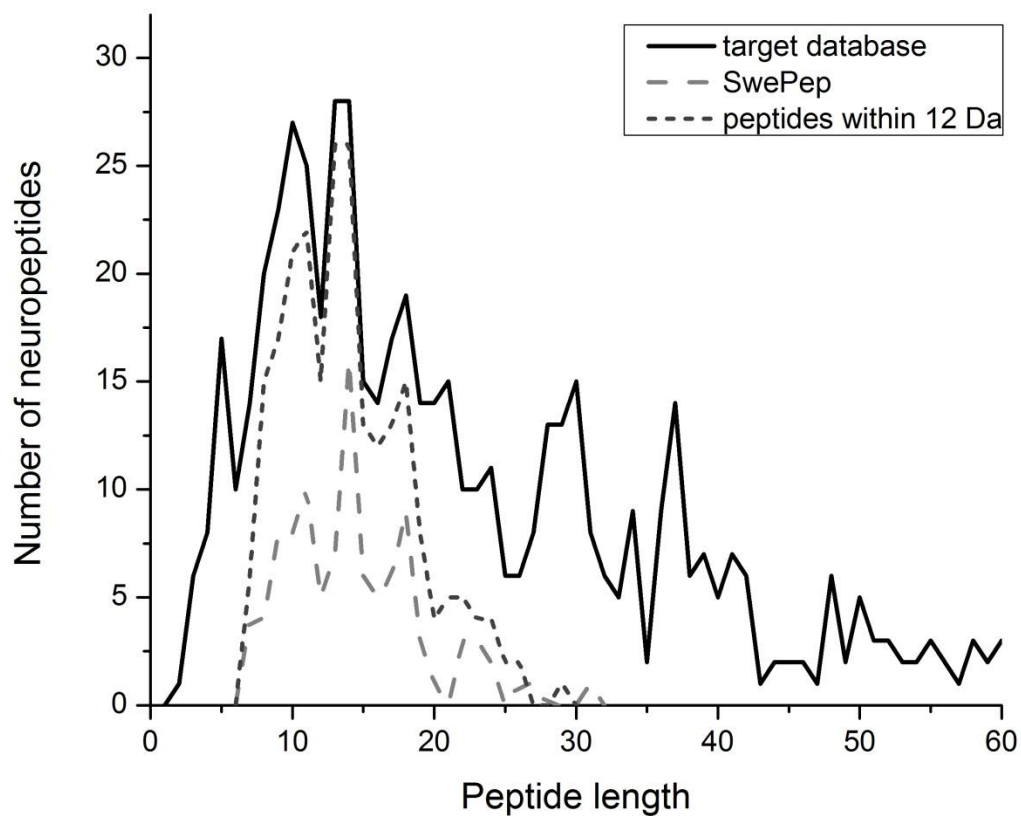 target database
SwePep
peptides within 12 Da
30
25
20
15
10
5
0
Number of neuropeptides
0 10 20 30 40 50 60
Peptide length